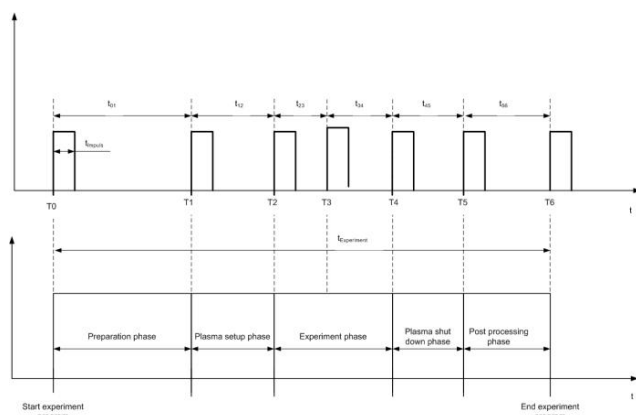 t01 t12 t23 t34 t45 t56
tImpuls
T0 T1 T2 T3 T4 T5 T6 t
tExperiment
Preparation phase Plasma setup phase Experiment phase Plasma shut down phase Post processing phase
t
Start experiment End experiment